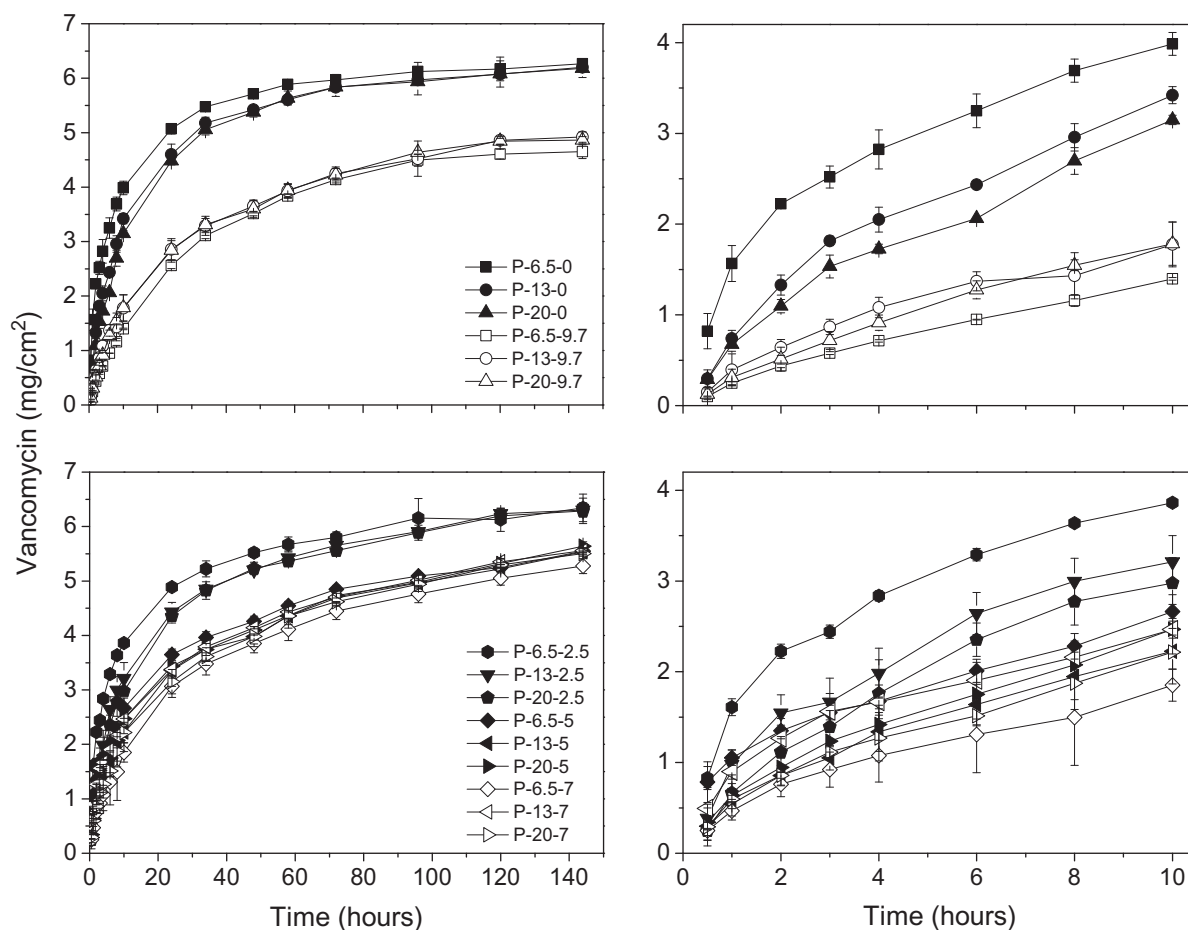 Vancomycin (mg/cm²)
7
6
5
4
3
2
1
0
P-6.5-0
P-13-0
P-20-0
P-6.5-9.7
P-13-9.7
P-20-9.7
4
3
2
1
0
7
6
5
4
3
2
1
0
P-6.5-2.5
P-13-2.5
P-20-2.5
P-6.5-5
P-13-5
P-20-5
P-6.5-7
P-13-7
P-20-7
0 20 40 60 80 100 120 140
Time (hours)
4
3
2
1
0
0 2 4 6 8 10
Time (hours)